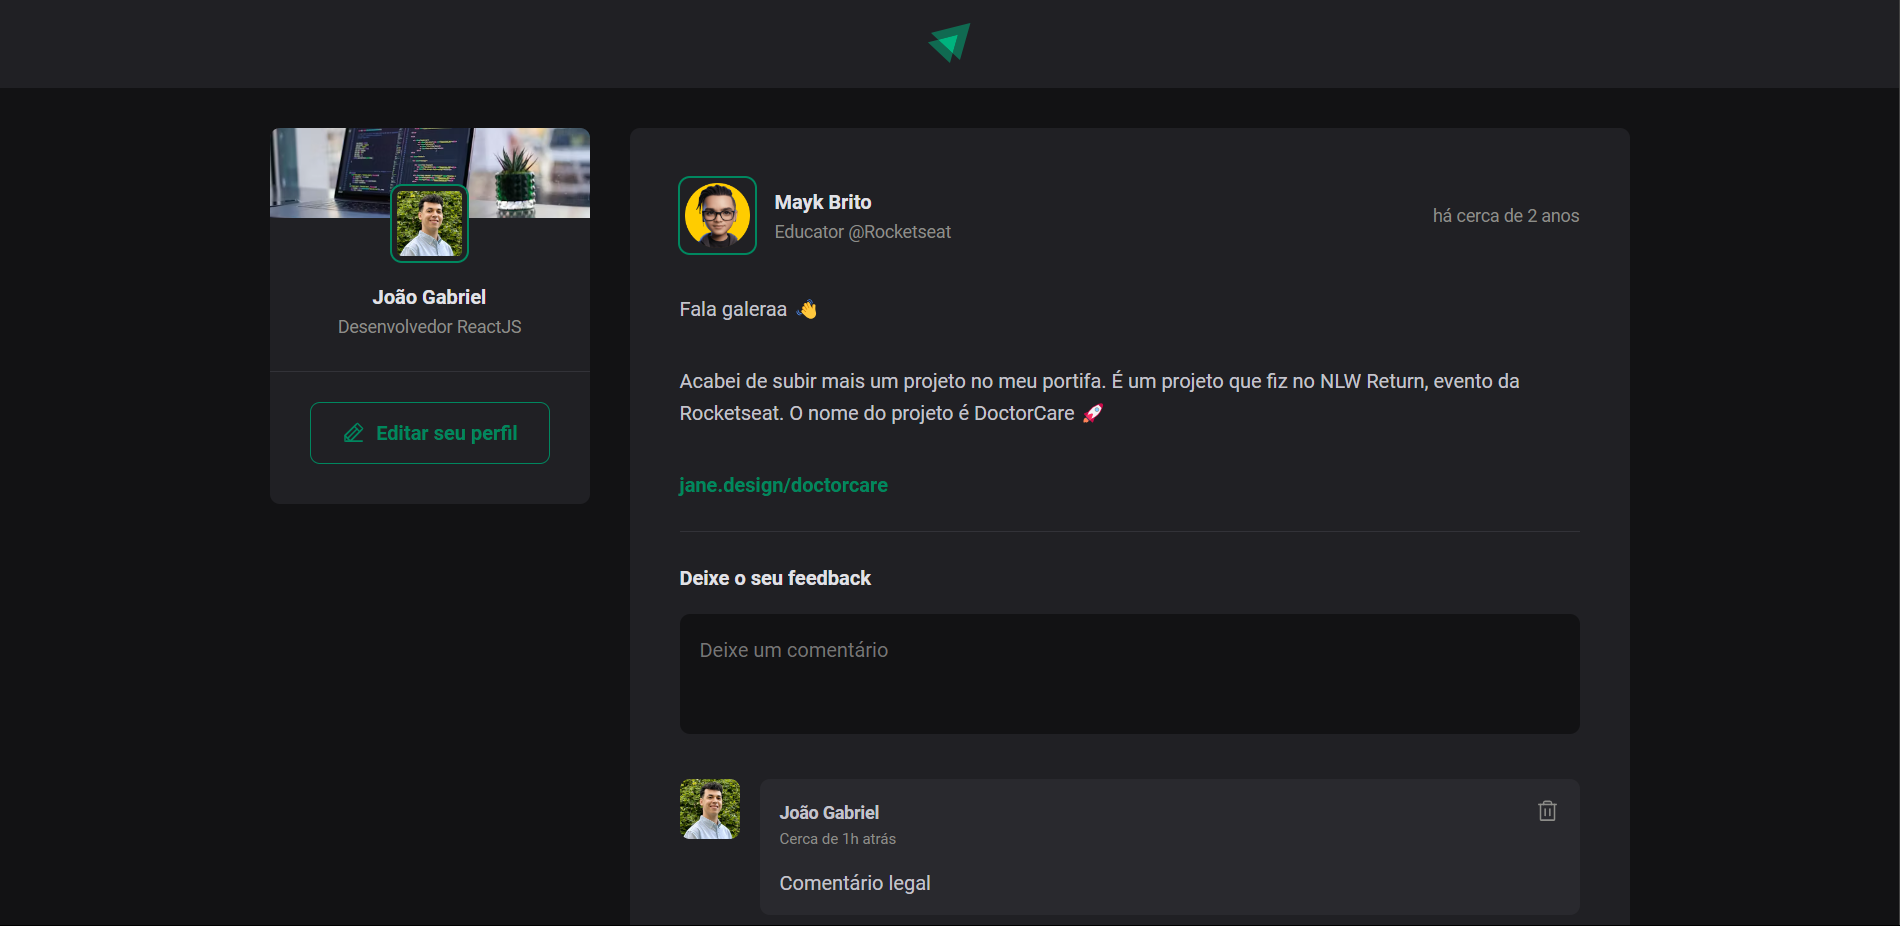 João Gabriel
Desenvolvedor ReactJS
Editar seu perfil
Mayk Brito
Educator @Rocketseat
há cerca de 2 anos
Fala galeraa 👋
Acabei de subir mais um projeto no meu portifa. É um projeto que fiz no NLW Return, evento da
Rocketseat. O nome do projeto é DoctorCare 🚀
jane.design/doctorcare
Deixe o seu feedback
Deixe um comentário
João Gabriel
Cerca de 1h atrás
Comentário legal